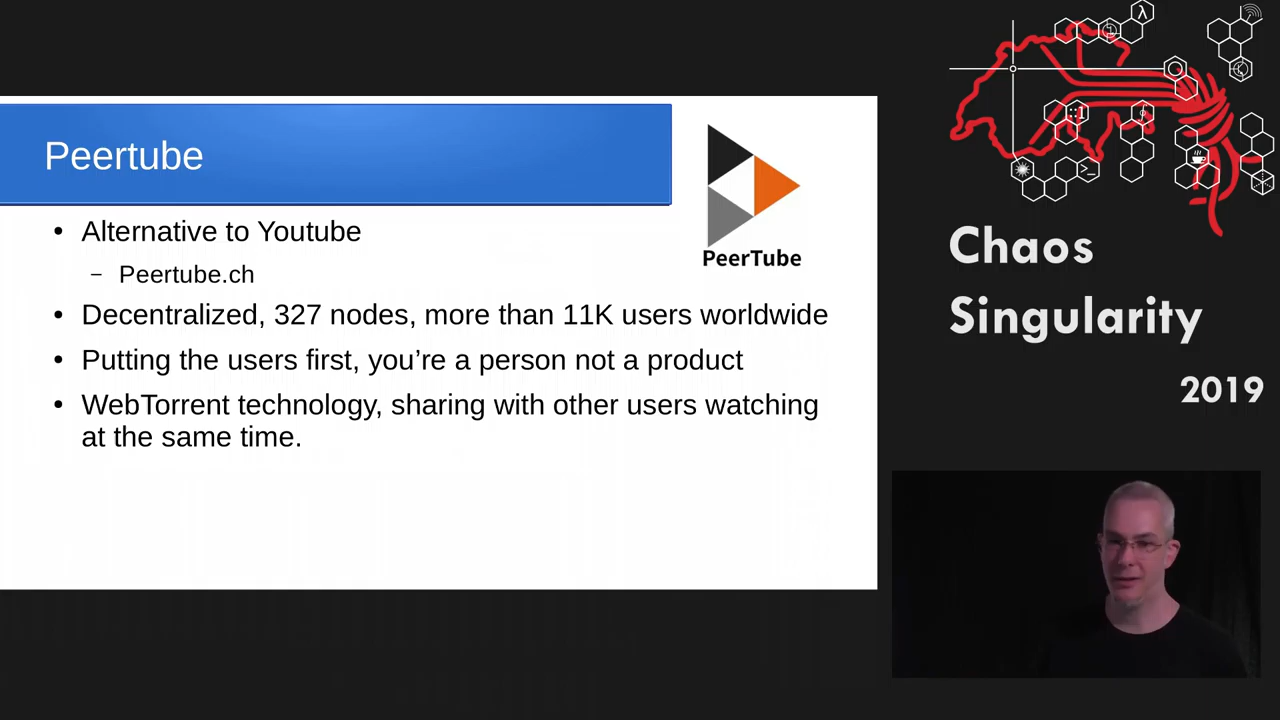 Peertube
PeerTube
• Alternative to Youtube
– Peertube.ch
• Decentralized, 327 nodes, more than 11K users worldwide
• Putting the users first, you’re a person not a product
• WebTorrent technology, sharing with other users watching
at the same time.
λ
>_
Chaos
Singularity
2019